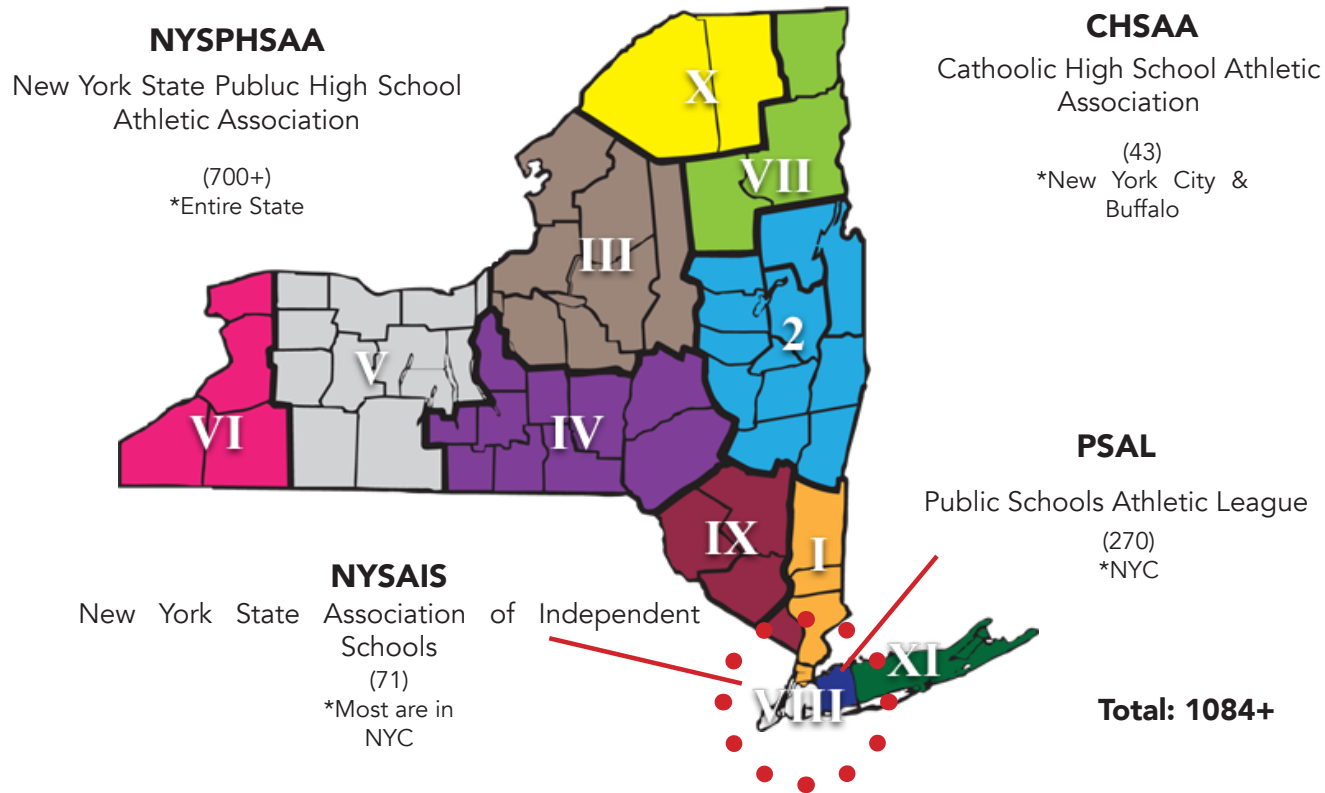 NYSPHSAA
New York State Publuc High School
Athletic Association
(700+)
*Entire State
CHSAA
Cathoolic High School Athletic
Association
(43)
*New York City &
Buffalo
X
VII
III
2
V
VI
IV
IX
I
XI
VIII
PSAL
Public Schools Athletic League
(270)
*NYC
NYSAIS
New York State Association of Independent
Schools
(71)
*Most are in
NYC
Total: 1084+